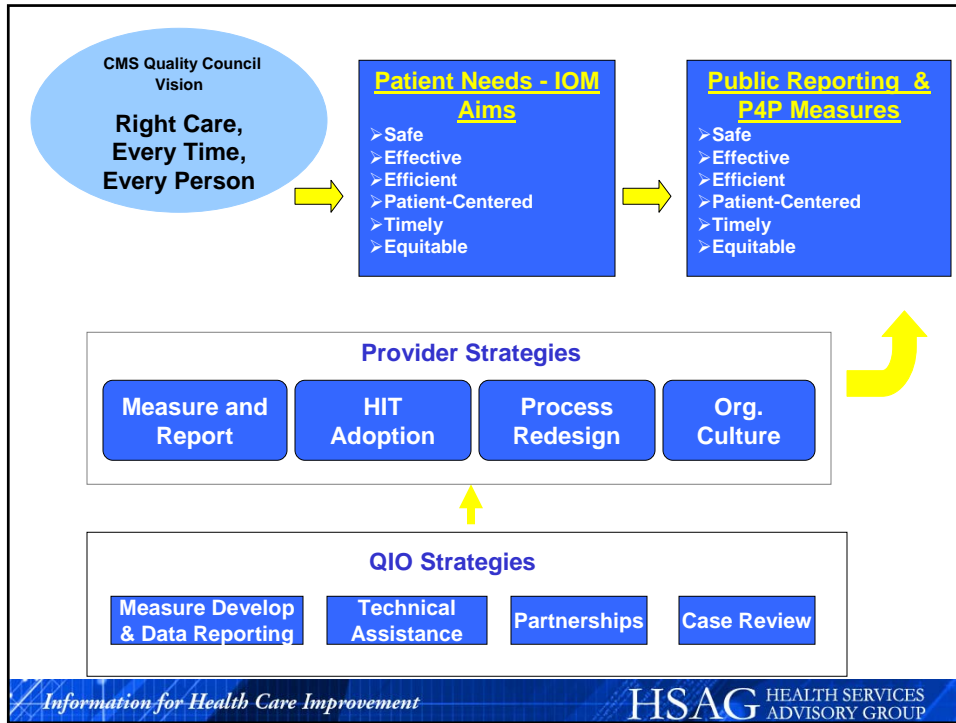 CMS Quality Council
Vision
Right Care,
Every Time,
Every Person
Patient Needs - IOM
Aims
➢Safe
➢Effective
➢Efficient
➢Patient-Centered
➢Timely
➢Equitable
Public Reporting &
P4P Measures
➢Safe
➢Effective
➢Efficient
➢Patient-Centered
➢Timely
➢Equitable
Provider Strategies
Measure and
Report
HIT
Adoption
Process
Redesign
Org.
Culture
QIO Strategies
Measure Develop
& Data Reporting
Technical
Assistance
Partnerships
Case Review
Information for Health Care Improvement
HSAG HEALTH SERVICES
ADVISORY GROUP